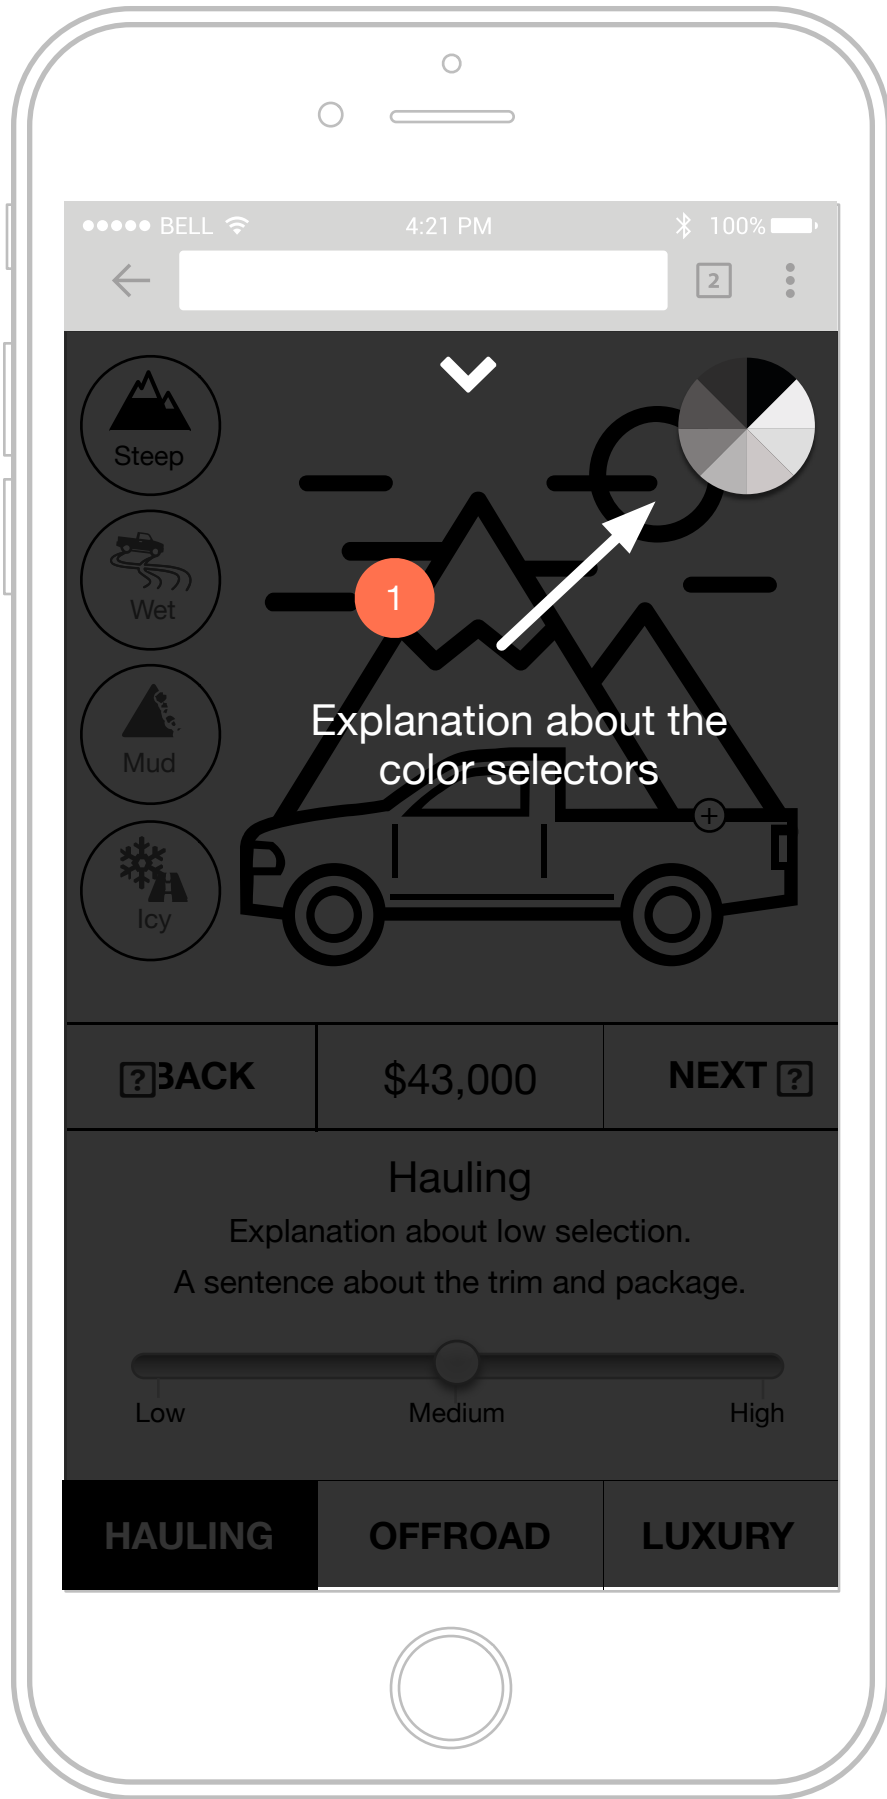 BELL 4:21 PM 100%
2
Steep
Wet
1
Explanation about the
color selectors
Mud
+
Icy
? BACK $43,000 NEXT ?
Hauling
Explanation about low selection.
A sentence about the trim and package.
Low Medium High
HAULING OFFROAD LUXURY